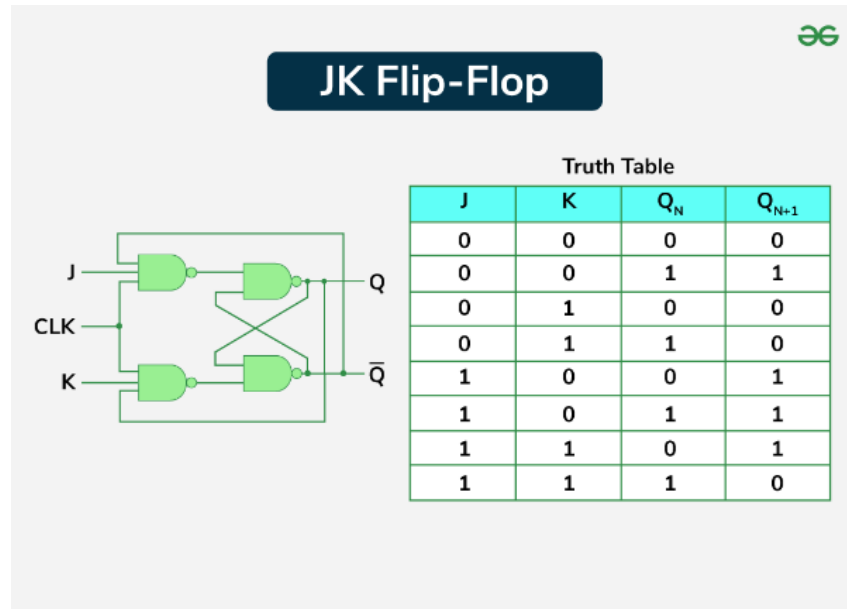 JK Flip-Flop
Truth Table
J K Q_N Q_{N+1}
0 0 0 0
0 0 1 1
0 1 0 0
0 1 1 0
1 0 0 1
1 0 1 1
1 1 0 1
1 1 1 0
J
Q
CLK
K
Q̅